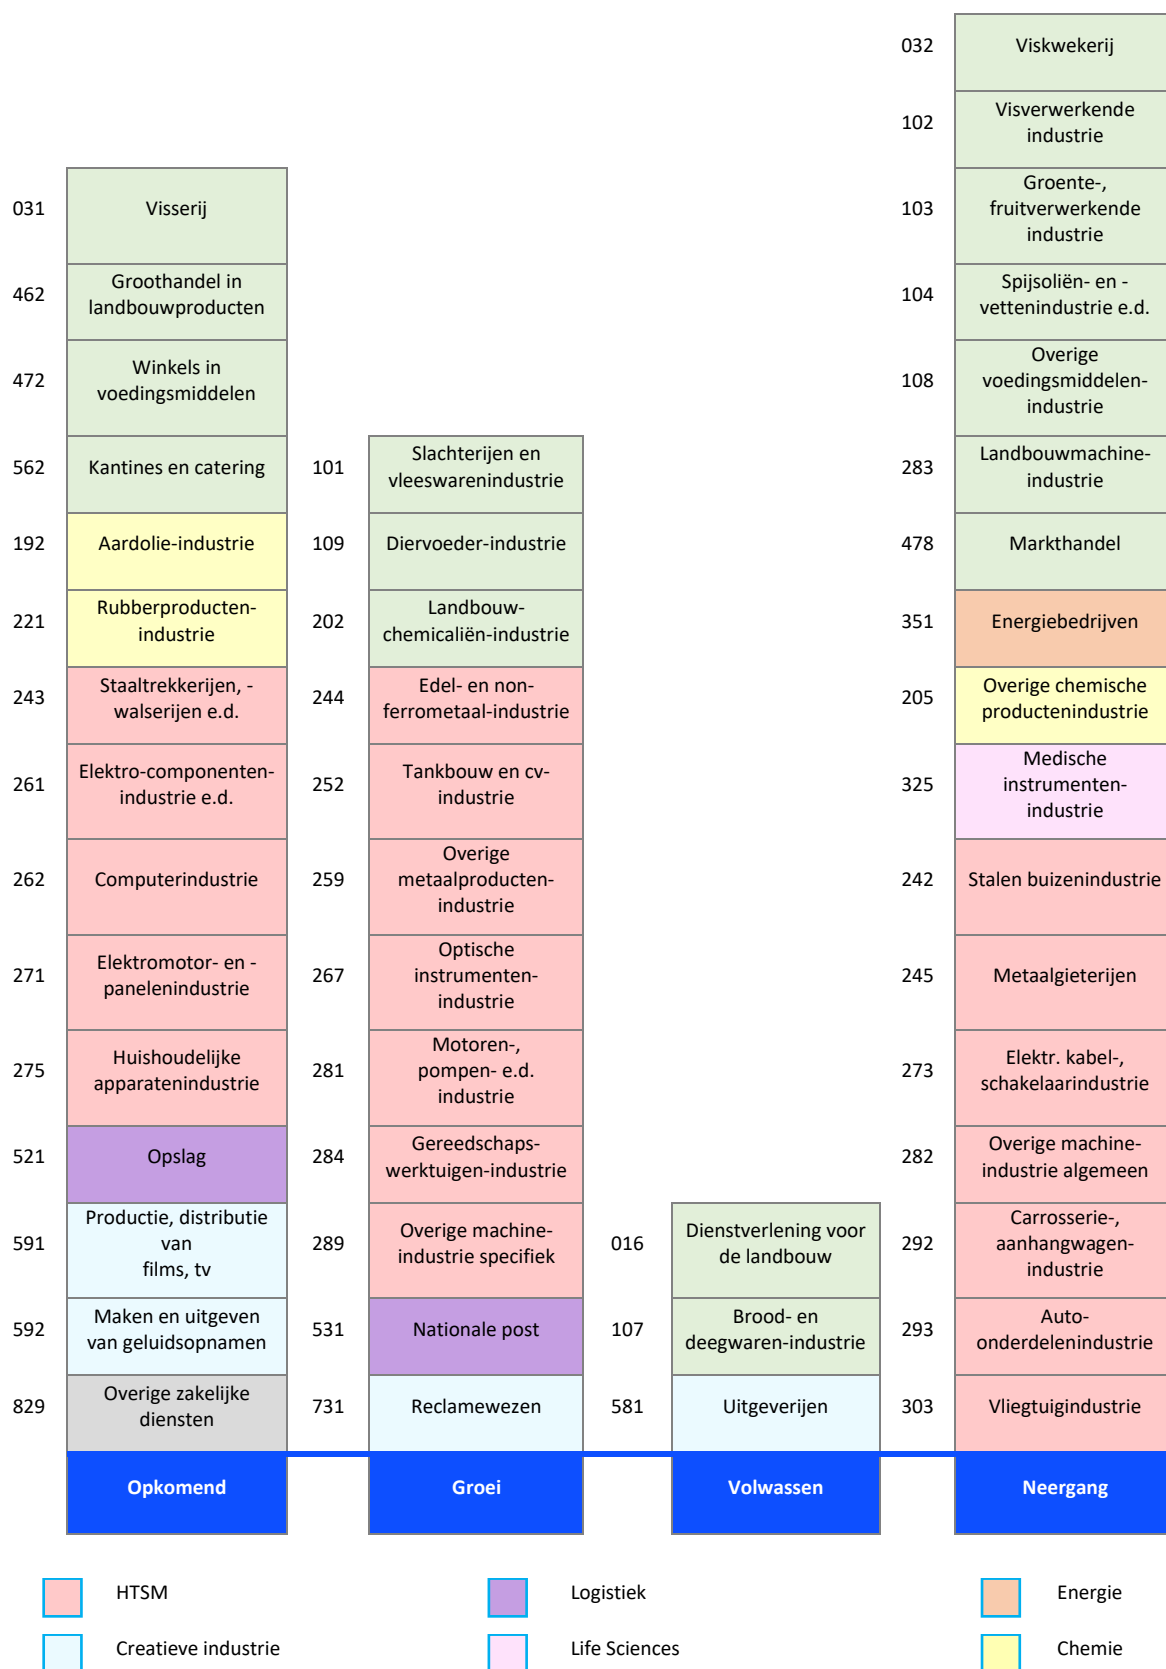 032 Viskwekerij
102 Visverwerkende
industrie
031 Visserij
103 Groente-,
fruitverwerkende
industrie
462 Groothandel in
landbouwproducten
104 Spijsoliën- en -
vettenindustrie e.d.
472 Winkels in
voedingsmiddelen
108 Overige
voedingsmiddelen-
industrie
562 Kantines en catering
101 Slachterijen en
vleeswarenindustrie
283 Landbouwmachine-
industrie
192 Aardolie-industrie
109 Diervoeder-industrie
478 Markthandel
221 Rubberproducten-
industrie
202 Landbouw-
chemicaliën-industrie
351 Energiebedrijven
243 Staaltrekkerijen, -
walserijen e.d.
244 Edel- en non-
ferrometaal-industrie
205 Overige chemische
productenindustrie
261 Elektro-componenten-
industrie e.d.
252 Tankbouw en cv-
industrie
325 Medische
instrumenten-
industrie
262 Computerindustrie
259 Overige
metaalproducten-
industrie
242 Stalen buizenindustrie
271 Elektromotor- en -
panelenindustrie
267 Optische
instrumenten-
industrie
245 Metaalgieterijen
275 Huishoudelijke
apparatenindustrie
281 Motoren-,
pompen- e.d.
industrie
273 Elektr. kabel-,
schakelaarindustrie
521 Opslag
284 Gereedschaps-
werktuigen-industrie
282 Overige machine-
industrie algemeen
591 Productie, distributie
van
films, tv
289 Overige machine-
industrie specifiek
016 Dienstverlening voor
de landbouw
292 Carrosserie-,
aanhangwagen-
industrie
592 Maken en uitgeven
van geluidsopnamen
531 Nationale post
107 Brood- en
deegwaren-industrie
293 Auto-
onderdelenindustrie
829 Overige zakelijke
diensten
731 Reclamewezen
581 Uitgeverijen
303 Vliegtuigindustrie
Opkomend Groei Volwassen Neergang
HTSM Logistiek Energie
Creatieve industrie Life Sciences Chemie